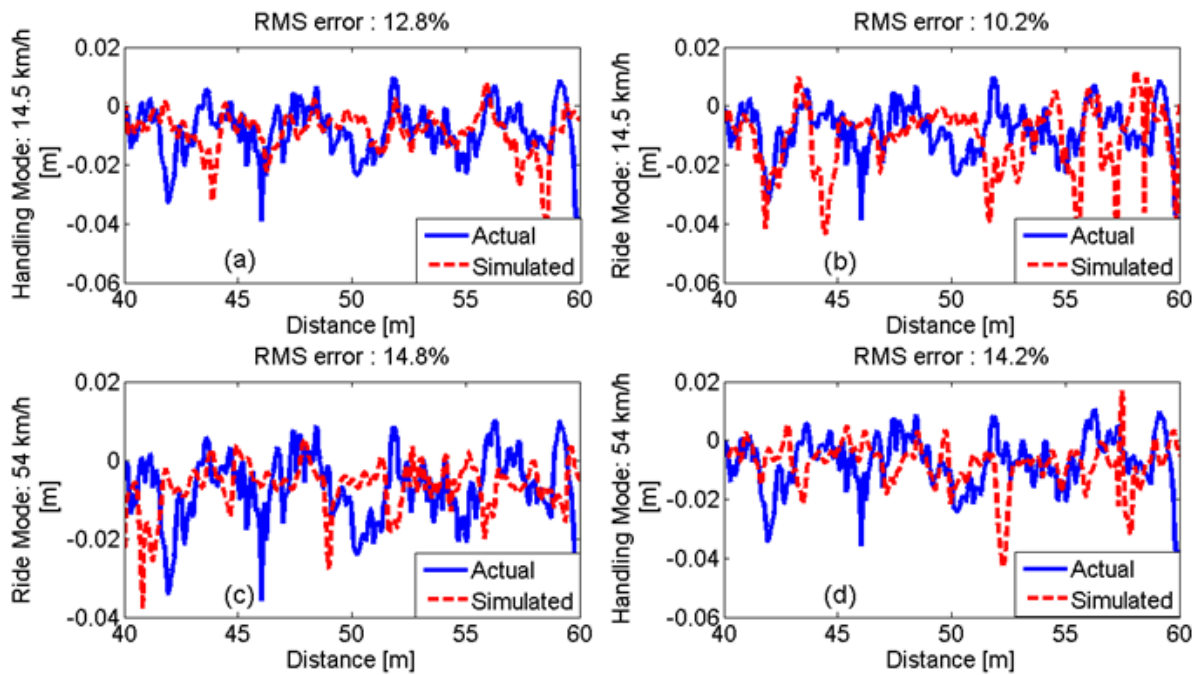 RMS error : 12.8%
Handling Mode: 14.5 km/h
[m]
0.02
0
-0.02
-0.04
-0.06
(a)
Actual
Simulated
40
45
50
55
60
Distance [m]
RMS error : 10.2%
Ride Mode: 14.5 km/h
[m]
0.02
0
-0.02
-0.04
-0.06
(b)
Actual
Simulated
40
45
50
55
60
Distance [m]
RMS error : 14.8%
Ride Mode: 54 km/h
[m]
0.02
0
-0.02
-0.04
(c)
Actual
Simulated
40
45
50
55
60
Distance [m]
RMS error : 14.2%
Handling Mode: 54 km/h
[m]
0.02
0
-0.02
-0.04
-0.06
(d)
Actual
Simulated
40
45
50
55
60
Distance [m]